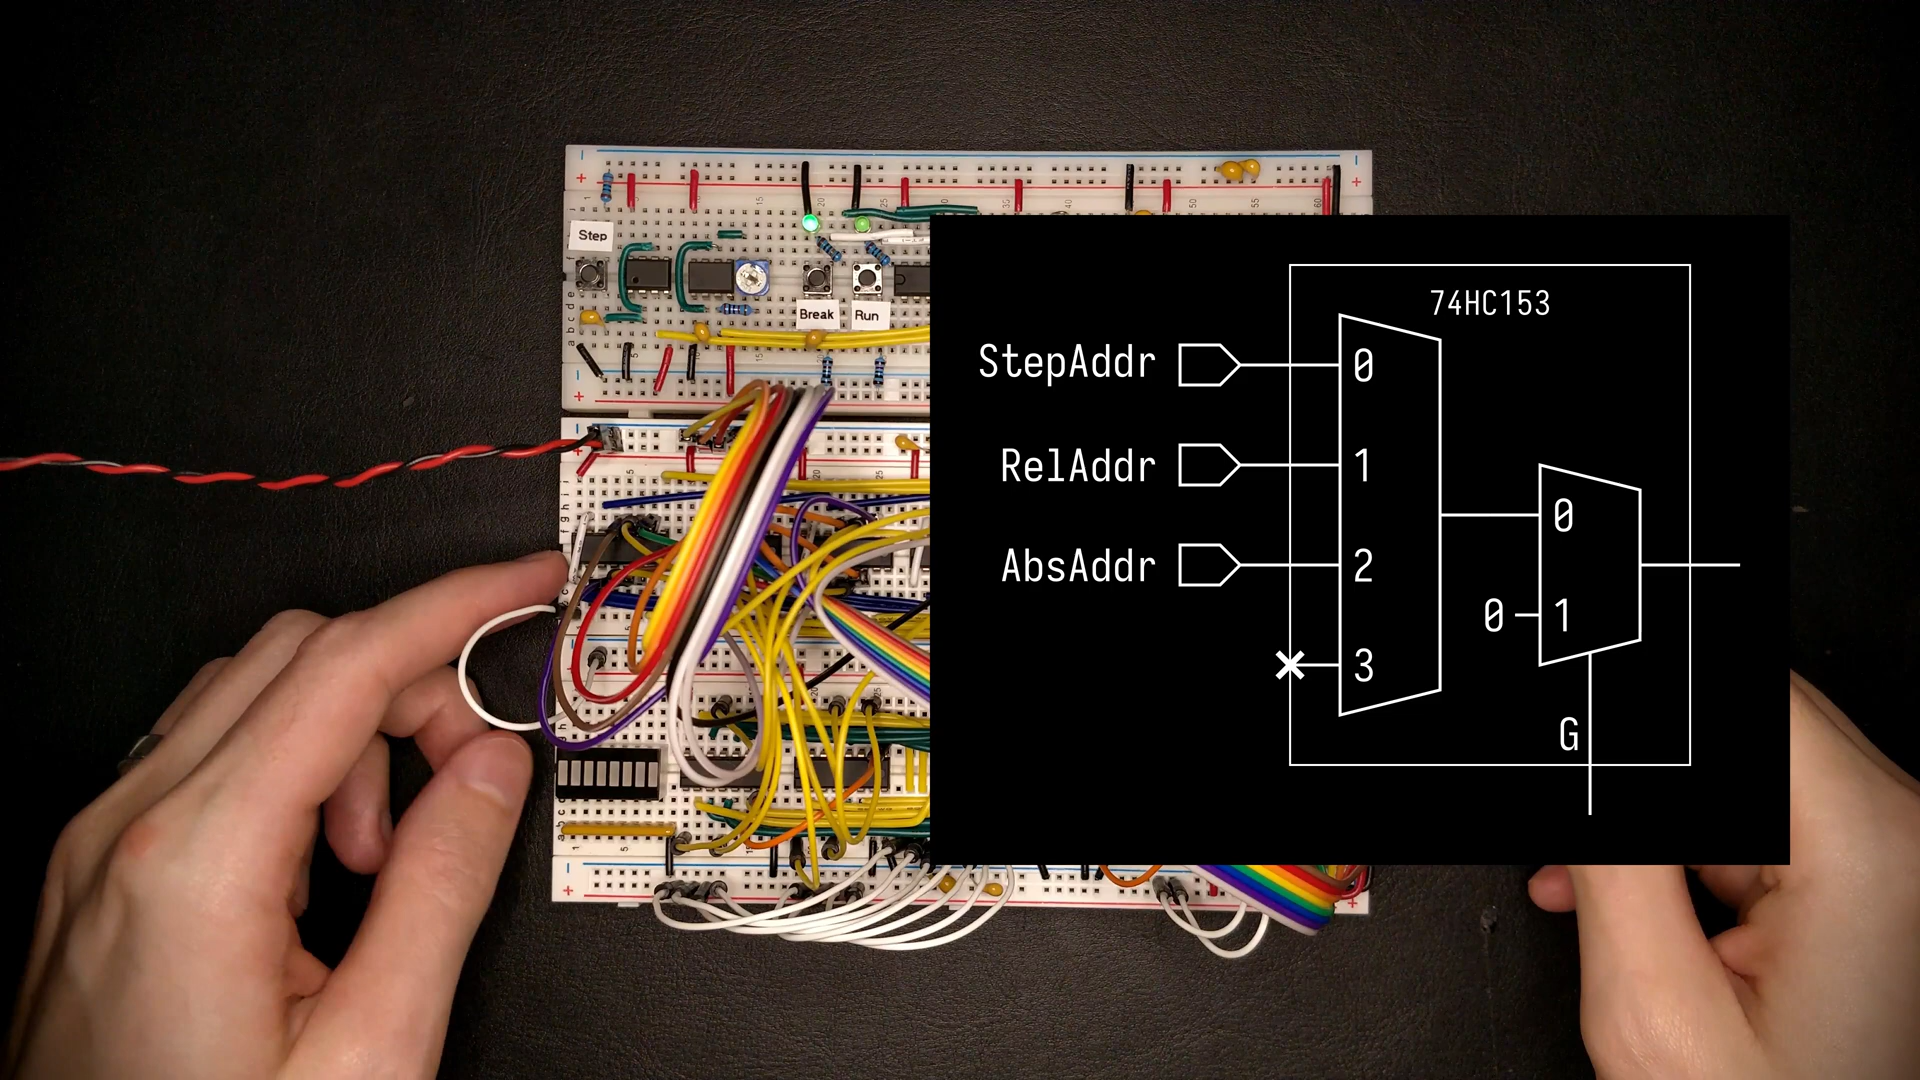 Step
Break
Run
74HC153
StepAddr
0
RelAddr
1
AbsAddr
2
3
0
0
1
G